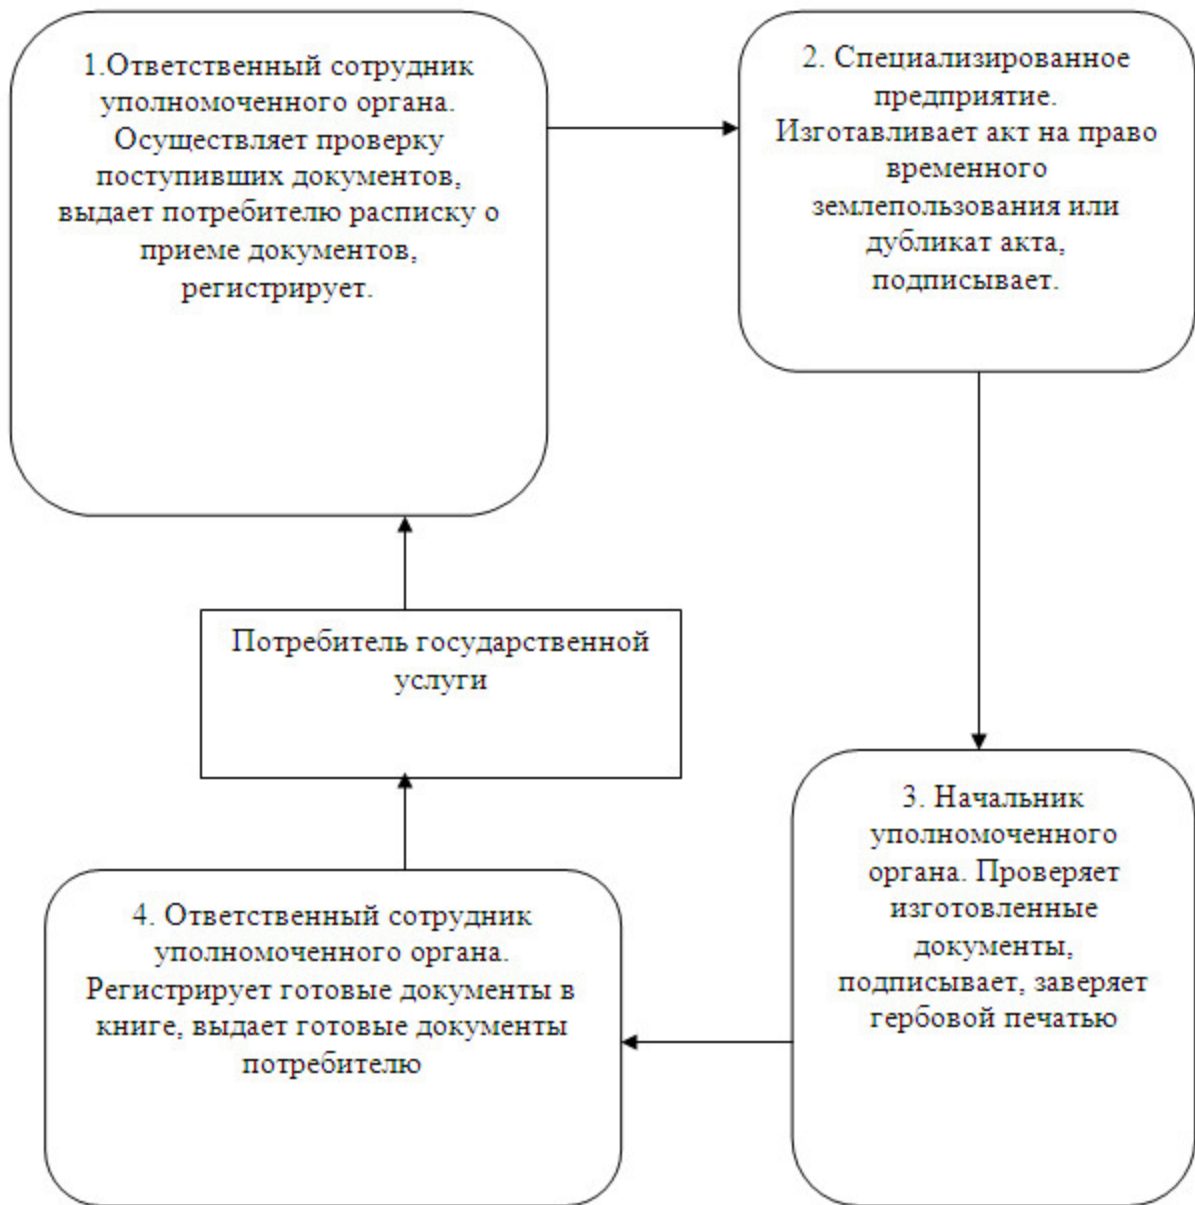 1.Ответственный сотрудник
уполномоченного органа.
Осуществляет проверку
поступивших документов,
выдает потребителю расписку о
приеме документов,
регистрирует.
2. Специализированное
предприятие.
Изготавливает акт на право
временного
землепользования или
дубликат акта,
подписывает.
Потребитель государственной
услуги
3. Начальник
уполномоченного
органа. Проверяет
изготовленные
документы,
подписывает, заверяет
гербовой печатью
4. Ответственный сотрудник
уполномоченного органа.
Регистрирует готовые документы в
книге, выдает готовые документы
потребителю